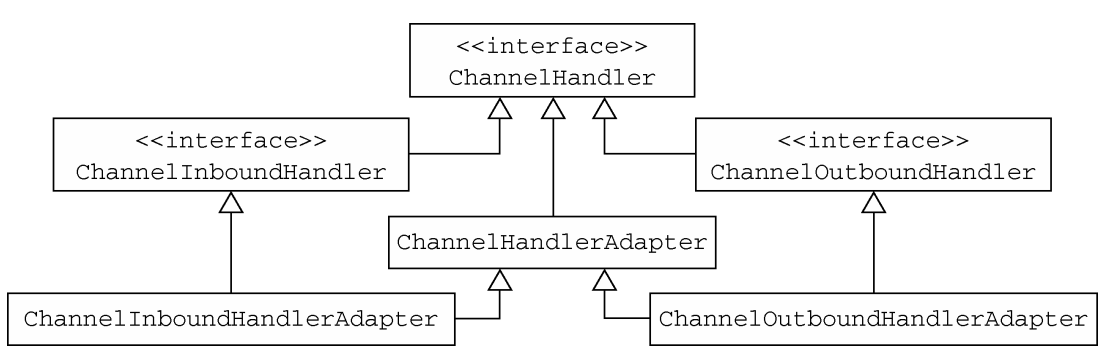 <<interface>>
ChannelHandler
<<interface>>
ChannelInboundHandler
<<interface>>
ChannelOutboundHandler
ChannelHandlerAdapter
ChannelInboundHandlerAdapter
ChannelOutboundHandlerAdapter